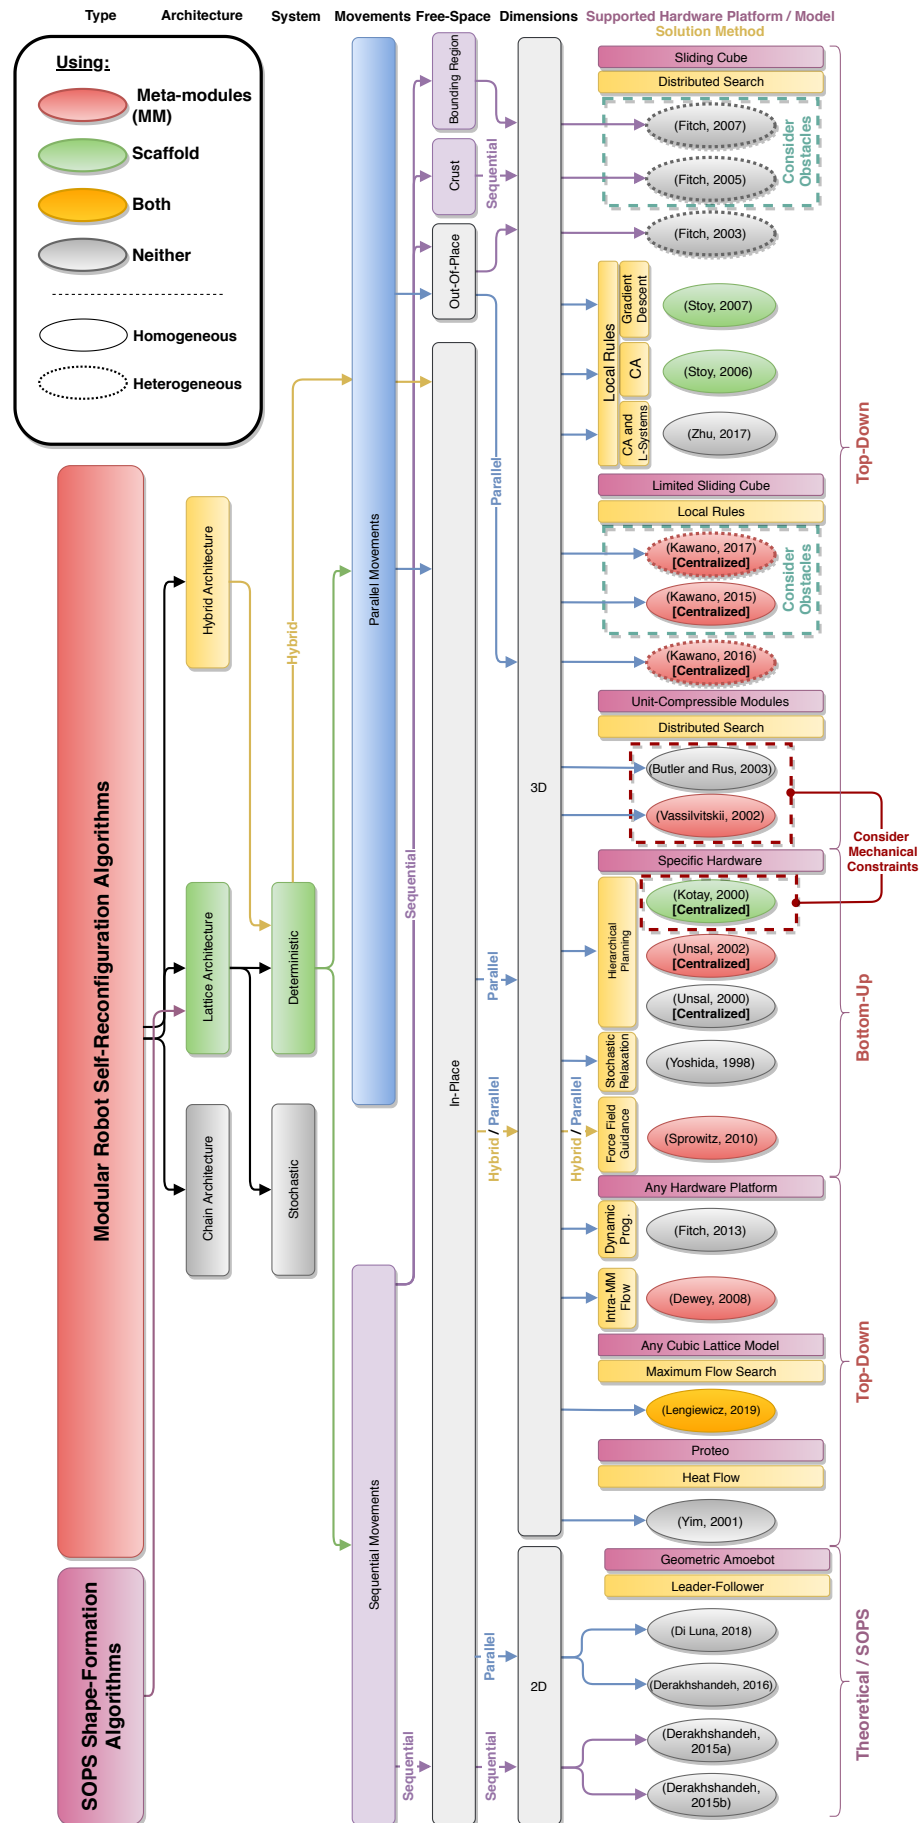 Type
Architecture
System
Movements
Free-Space
Dimensions
Supported Hardware Platform / Model
Solution Method
Using:
Meta-modules
(MM)
Scaffold
Both
Neither
Homogeneous
Heterogeneous
Modular Robot Self-Reconfiguration Algorithms
SOPS Shape-Formation
Algorithms
Hybrid Architecture
Lattice Architecture
Chain Architecture
Deterministic
Stochastic
Hybrid
Parallel Movements
Sequential Movements
Sequential
Sequential
Bounding Region
Crust
Out-Of-Place
In-Place
Sequential
Parallel
Parallel
Hybrid / Parallel
Parallel
Sequential
3D
2D
Hybrid / Parallel
Sliding Cube
Distributed Search
(Fitch, 2007)
(Fitch, 2005)
Consider
Obstacles
(Fitch, 2003)
Local Rules
Gradient
Descent
(Stoy, 2007)
CA
(Stoy, 2006)
CA and
L-Systems
(Zhu, 2017)
Limited Sliding Cube
Local Rules
(Kawano, 2017)
[Centralized]
(Kawano, 2015)
[Centralized]
Consider
Obstacles
(Kawano, 2016)
[Centralized]
Unit-Compressible Modules
Distributed Search
(Butler and Rus, 2003)
(Vassilvitskii, 2002)
Consider
Mechanical
Constraints
Specific Hardware
Hierarchical
Planning
(Kotay, 2000)
[Centralized]
(Unsal, 2002)
[Centralized]
(Unsal, 2000)
[Centralized]
Stochastic
Relaxation
(Yoshida, 1998)
Force Field
Guidance
(Sprowitz, 2010)
Any Hardware Platform
Dynamic
Prog.
(Fitch, 2013)
Intra-MM
Flow
(Dewey, 2008)
Any Cubic Lattice Model
Maximum Flow Search
(Lengiewicz, 2019)
Proteo
Heat Flow
(Yim, 2001)
Geometric Amoebot
Leader-Follower
(Di Luna, 2018)
(Derakhshandeh, 2016)
(Derakhshandeh,
2015a)
(Derakhshandeh,
2015b)
Top-Down
Bottom-Up
Top-Down
Theoretical / SOPS